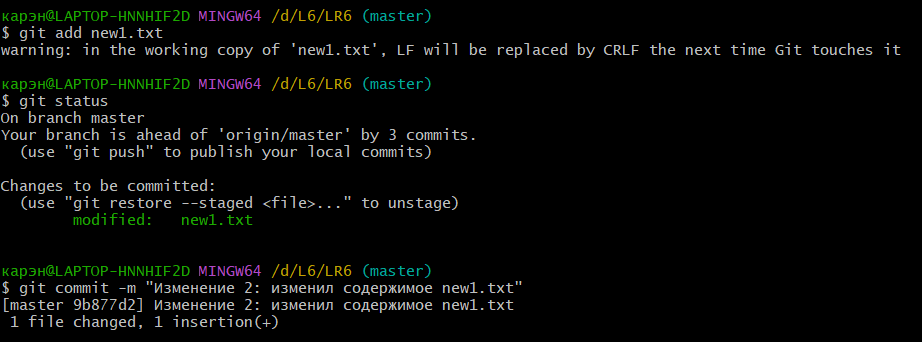 карэн@LAPTOP-HNNHIF2D MINGW64 /d/L6/LR6 (master)
$ git add new1.txt
warning: in the working copy of 'new1.txt', LF will be replaced by CRLF the next time Git touches it
карэн@LAPTOP-HNNHIF2D MINGW64 /d/L6/LR6 (master)
$ git status
On branch master
Your branch is ahead of 'origin/master' by 3 commits.
  (use "git push" to publish your local commits)
Changes to be committed:
  (use "git restore --staged <file>..." to unstage)
        modified:   new1.txt
карэн@LAPTOP-HNNHIF2D MINGW64 /d/L6/LR6 (master)
$ git commit -m "Изменение 2: изменил содержимое new1.txt"
[master 9b877d2] Изменение 2: изменил содержимое new1.txt
 1 file changed, 1 insertion(+)